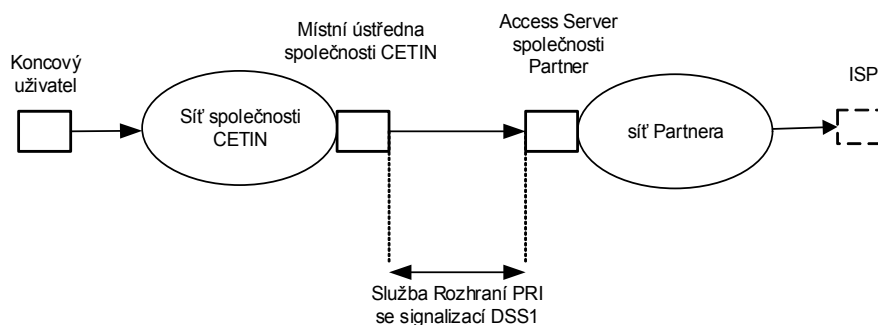 Koncový
uživatel
Síť společnosti
CETIN
Místní ústředna
společnosti CETIN
Access Server
společnosti
Partner
síť Partnera
ISP
Služba Rozhraní PRI
se signalizací DSS1